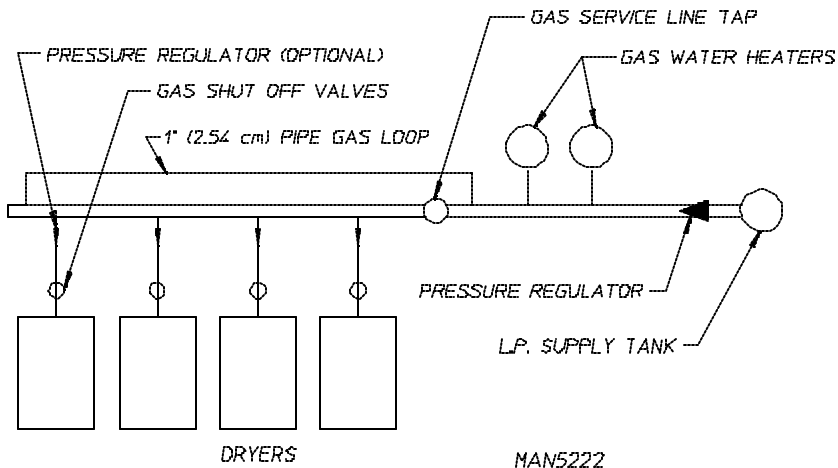 GAS SERVICE LINE TAP
PRESSURE REGULATOR (OPTIONAL)
GAS WATER HEATERS
GAS SHUT OFF VALVES
1" (2.54 cm) PIPE GAS LOOP
PRESSURE REGULATOR
L.P. SUPPLY TANK
DRYERS
MAN5222